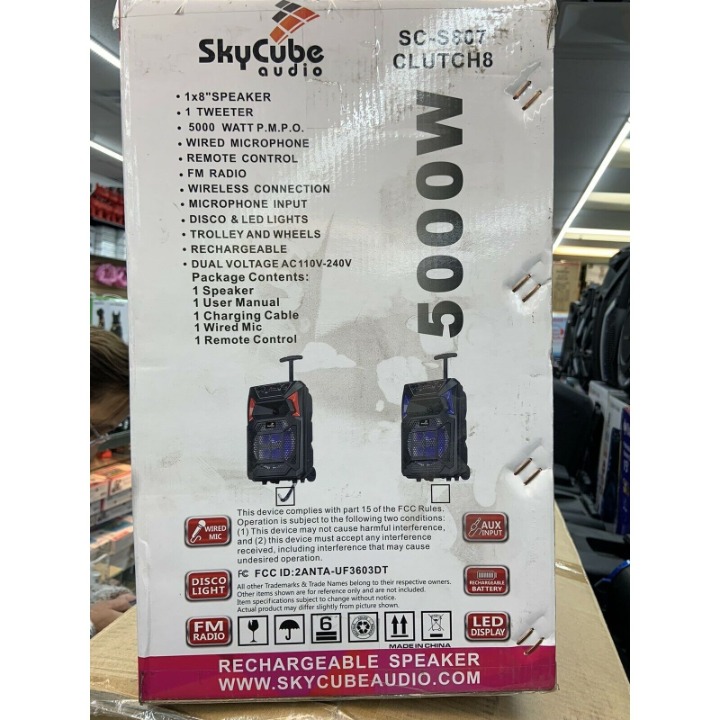 SkyCube
audio
SC-S807
CLUTCH8
• 1x8"SPEAKER
• 1 TWEETER
• 5000 WATT P.M.P.O.
• WIRED MICROPHONE
• REMOTE CONTROL
• FM RADIO
• WIRELESS CONNECTION
• MICROPHONE INPUT
• DISCO & LED LIGHTS
• TROLLEY AND WHEELS
• RECHARGEABLE
• DUAL VOLTAGE AC110V-240V
Package Contents:
1 Speaker
1 User Manual
1 Charging Cable
1 Wired Mic
1 Remote Control
5000W
This device complies with part 15 of the FCC Rules.
Operation is subject to the following two conditions:
(1) This device may not cause harmful interference,
and (2) this device must accept any interference
received, including interference that may cause
undesired operation.
FC FCC ID:2ANTA-UF3603DT
All other Trademarks & Trade Names belong to their respective owners.
Other items shown are for reference only and are not included.
Item specifications subject to change without notice.
Actual product may differ slightly from picture shown.
WIRED
MIC
DISCO
LIGHT
FM
RADIO
AUX
INPUT
RECHARGEABLE
BATTERY
LED
DISPLAY
6
MADE IN CHINA
RECHARGEABLE SPEAKER
WWW.SKYCUBEAUDIO.COM